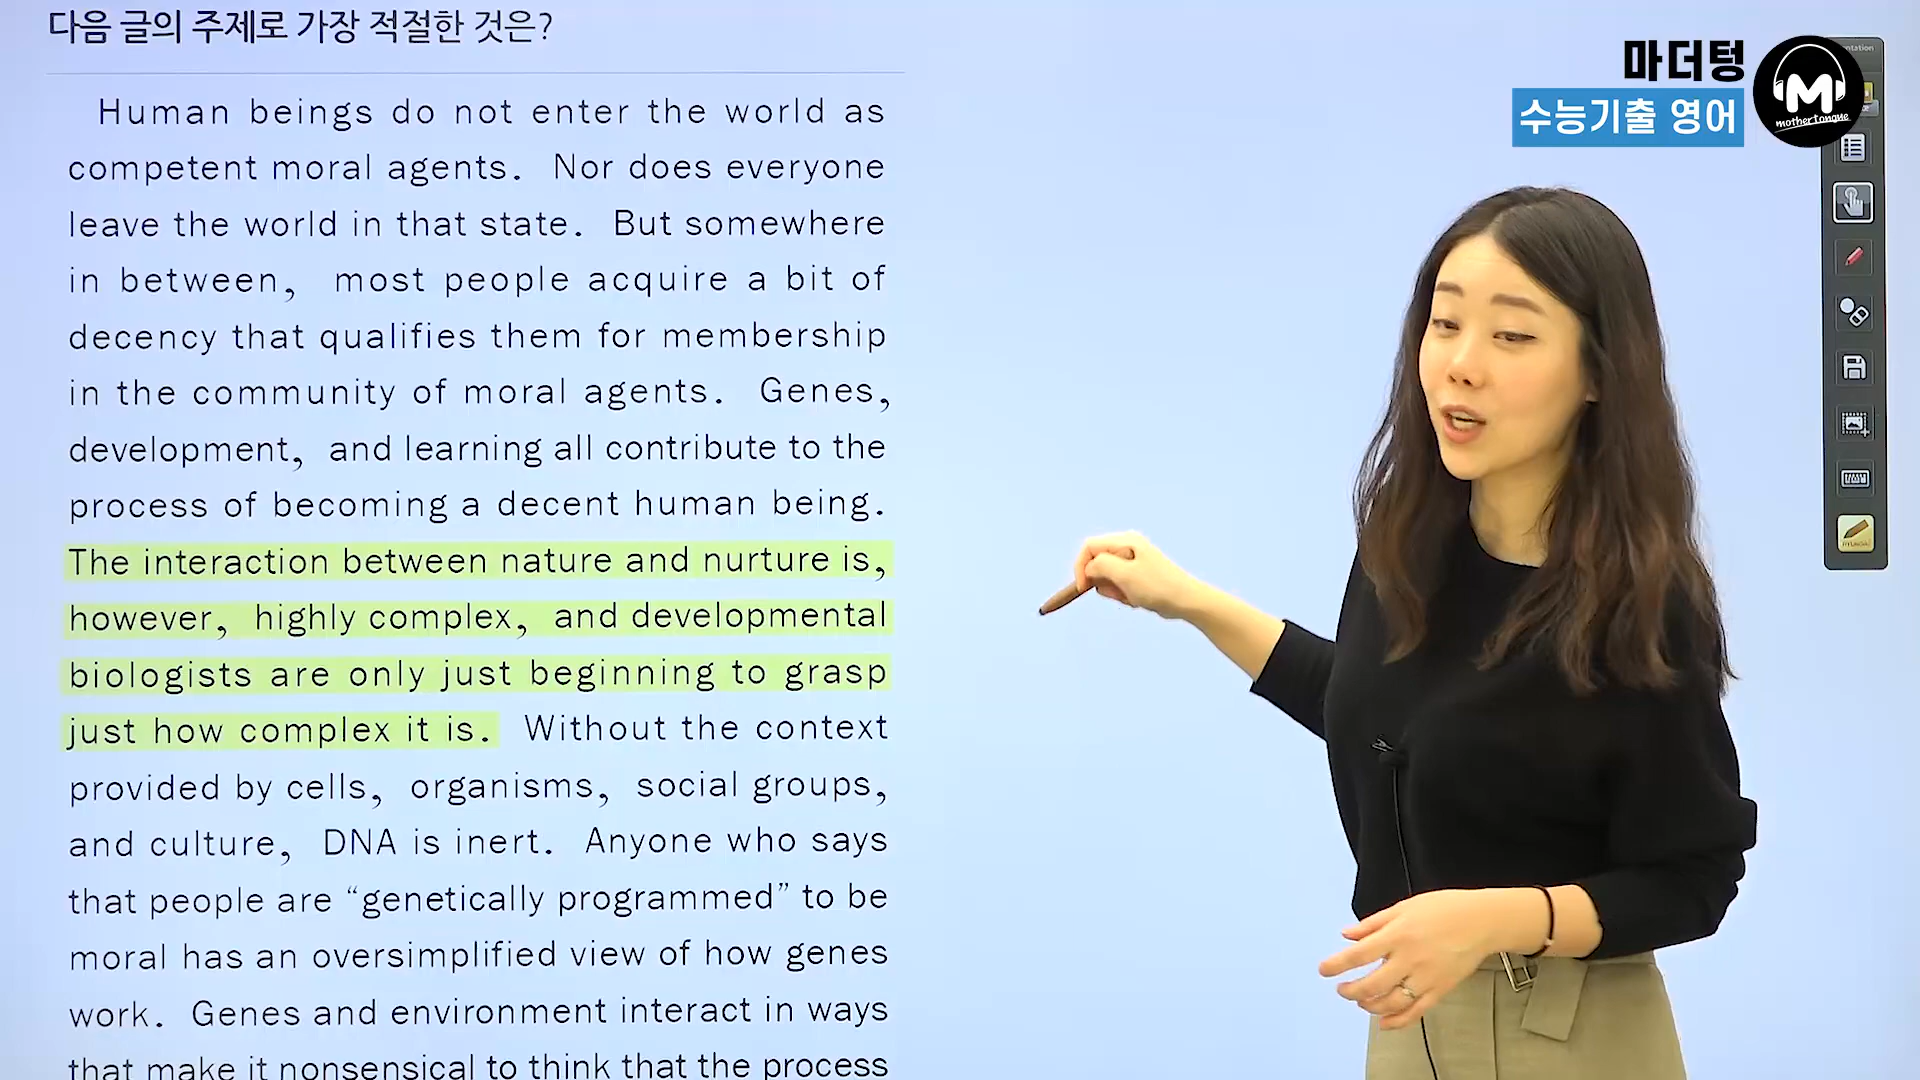 다음 글의 주제로 가장 적절한 것은?
Human beings do not enter the world as
competent moral agents. Nor does everyone
leave the world in that state. But somewhere
in between, most people acquire a bit of
decency that qualifies them for membership
in the community of moral agents. Genes,
development, and learning all contribute to the
process of becoming a decent human being.
The interaction between nature and nurture is,
however, highly complex, and developmental
biologists are only just beginning to grasp
just how complex it is. Without the context
provided by cells, organisms, social groups,
and culture, DNA is inert. Anyone who says
that people are “genetically programmed” to be
moral has an oversimplified view of how genes
work. Genes and environment interact in ways
that make it nonsensical to think that the process
마더텅
수능기출 영어
M
mothertongue